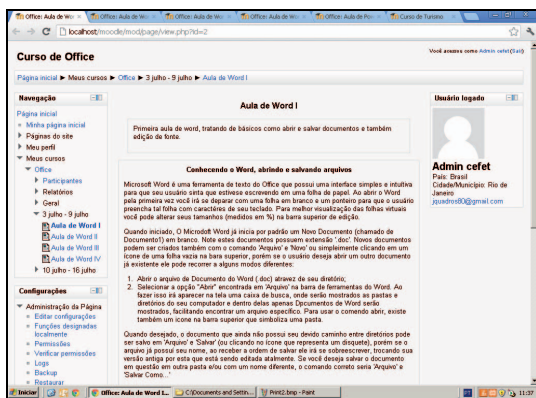 Office: Aula de Wo
Office: Aula de Wo
Office: Aula de Wo
Office: Aula de Wo
Office: Aula de Po
Curso de Turismo
localhost/moodle/mod/page/view.php?id=2
Curso de Office
Você acessou como Admin cefet(Sair)
Página inicial ► Meus cursos ► Office ► 3 julho - 9 julho ► Aula de Word I
Navegação
Página inicial
Minha página inicial
Páginas do site
Meu perfil
Meus cursos
Office
Participantes
Relatórios
Geral
3 julho - 9 julho
Aula de Word I
Aula de Word II
Aula de Word III
Aula de Word IV
10 julho - 16 julho
Configurações
Administração da Página
Editar configurações
Funções designadas
localmente
Permissões
Verificar permissões
Logs
Backup
Restaurar
Aula de Word I
Primeira aula de word, tratando de básicos como abrir e salvar documentos e também
edição de fonte.
Conhecendo o Word, abrindo e salvando arquivos
Microsoft Word é uma ferramenta de texto do Office que possui uma interface simples e intuitiva
para que seu usuário sinta que estivese escrevendo em uma folha de papel. Ao abrir o Word
pela primeira vez você irá se deparar com uma folha em branco e um ponteiro para que o usuário
preencha tal folha com caractéres de seu teclado. Para melhor visualização das folhas virtuais
você pode alterar seus tamanhos (medidos em %) na barra superior de edição.
Quando iniciado, O Microsoft Word já inicia por padrão um Novo Documento (chamado de
Documento1) em branco. Note estes documentos possuem extensão '.doc'. Novos documentos
podem ser criados também com o comando 'Arquivo' e 'Novo' ou simplesmente clicando em um
ícone de uma folha vazia na bara superior, porém se o usuário deseja abrir um outro documento
já existente ele pode recorrer a alguns modos diferentes:
1. Abrir o arquivo de Documento do Word (.doc) atravez de seu diretório;
2. Selecionar a opção "Abrir" encontrada em 'Arquivo' na barra de ferramentas do Word. Ao
fazer isso irá aparecer na tela uma caixa de busca, onde serão mostrados as pastas e
diretórios do seu computador e dentro delas apenas Dpcumentos de Word serão
mostrados, facilitando encontrar um arquivo específico. Para usar o comando abrir, existe
também um ícone na barra superior que simboliza uma pasta.
Quando desejado, o documento que ainda não possui seu devido caminho entre diretórios pode
ser salvo em 'Arquivo' e 'Salvar' (ou clicando no ícone que representa um disquete), porém se o
arquivo já possui seu nome, ao receber a ordem de salvar ele irá se sobreescrever, trocando sua
versão antiga por esta que está sendo editada atalmente. Se você deseja salvar o documento
em questão em outra pasta e/ou com um nome diferente, o comando correto seria 'Arquivo' e
'Salvar Como...'
Usuário logado
Admin cefet
País: Brasil
Cidade/Município: Rio de
Janeiro
jquadros80@gmail.com
Iniciar
Office: Aula de Word I...
C:\Documents and Settin...
Print2.bmp - Paint
PT
11:37